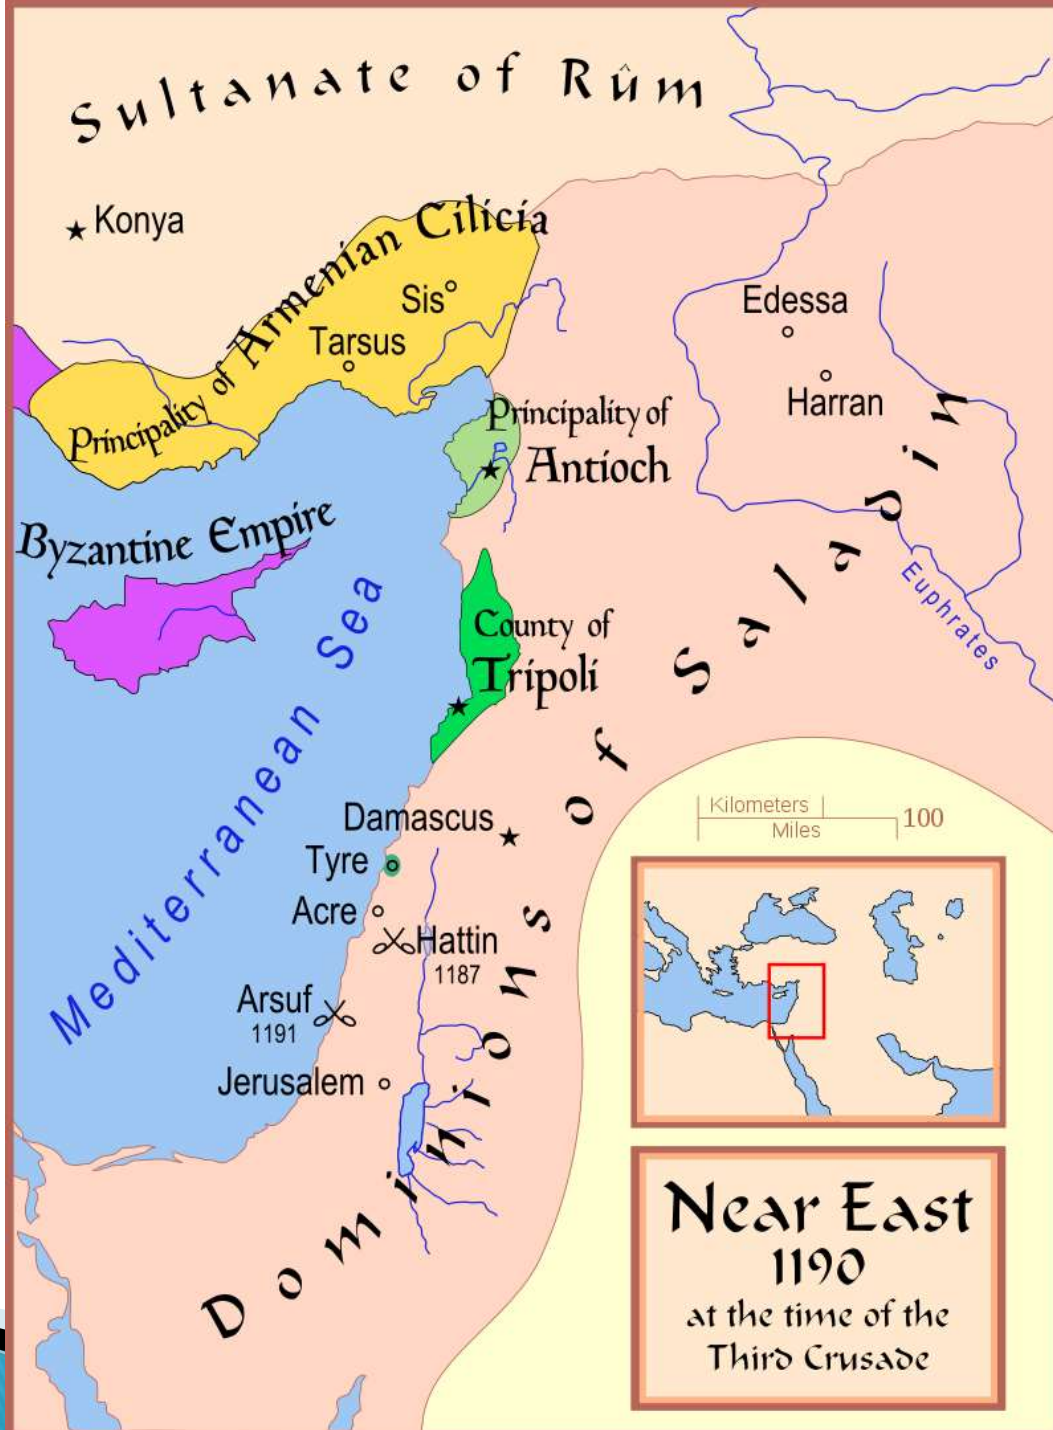 Sultanate of Rûm
Konya
Principality of Armenian Cilicia
Sis
Tarsus
Edessa
Harran
Principality of
Antioch
Byzantine Empire
Mediterranean Sea
County of
Tripoli
Euphrates
Dominions of Saladin
Damascus
Tyre
Acre
Hattin
1187
Arsuf
1191
Jerusalem
Kilometers
Miles
100
Near East
1190
at the time of the
Third Crusade